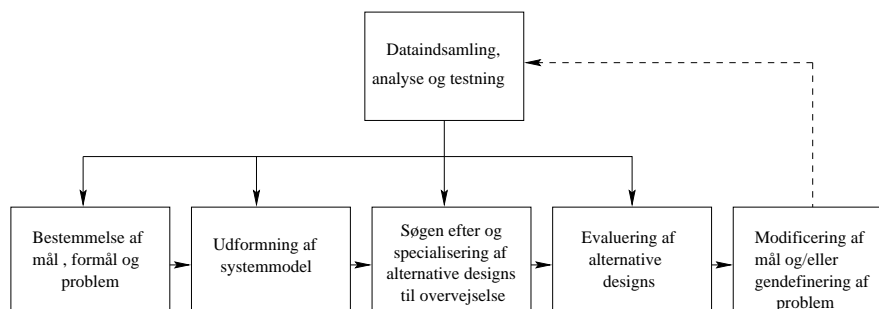 Dataindsamling,
analyse og testning
Bestemmelse af
mål , formål og
problem
Udformning af
systemmodel
Søgen efter og
specialisering af
alternative designs
til overvejselse
Evaluering af
alternative
designs
Modificering af
mål og/eller
gendefinering af
problem